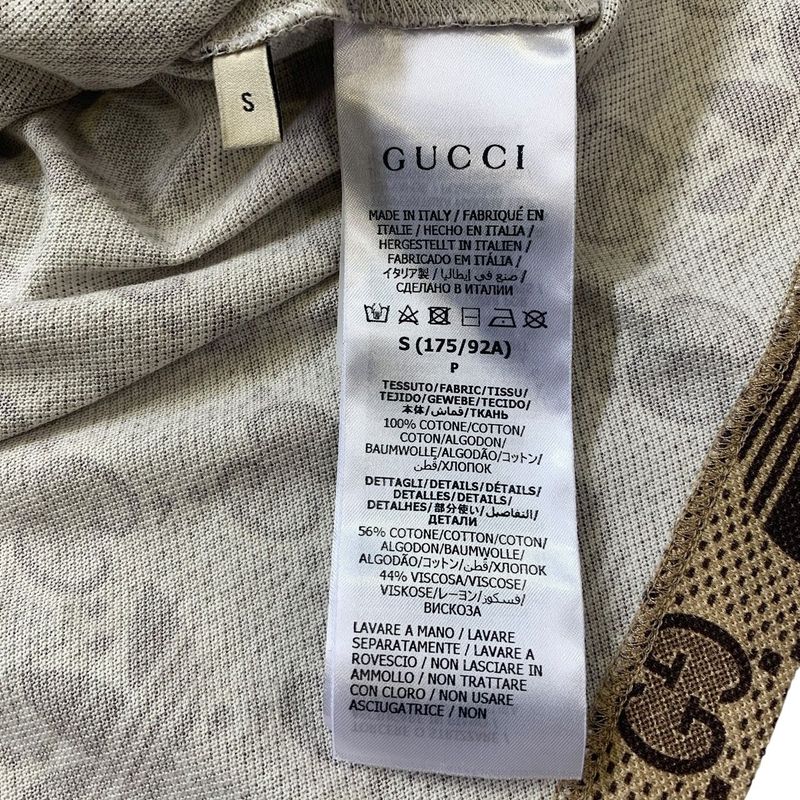 S
GUCCI
MADE IN ITALY / FABRIQUÉ EN
ITALIE / HECHO EN ITALIA /
HERGESTELLT IN ITALIEN /
FABRICADO EM ITÁLIA /
イタリア製 / صنع في إيطاليا /
СДЕЛАНО В ИТАЛИИ
S (175/92A)
P
TESSUTO/FABRIC/TISSU/
TEJIDO/GEWEBE/TECIDO/
本体/قماش/ТКАНЬ
100% COTONE/COTTON/
COTON/ALGODON/
BAUMWOLLE/ALGODÃO/コットン/
قطن/ХЛОПОК
DETTAGLI/DETAILS/DÉTAILS/
DETALLES/DETAILS/
DETALHES/部分使い/التفاصيل/
ДЕТАЛИ
56% COTONE/COTTON/COTON/
ALGODON/BAUMWOLLE/
ALGODÃO/コットン/قطن/ХЛОПОК
44% VISCOSA/VISCOSE/
VISKOSE/レーヨン/فسكوز/
ВИСКОЗА
LAVARE A MANO / LAVARE
SEPARATAMENTE / LAVARE A
ROVESCIO / NON LASCIARE IN
AMMOLLO / NON TRATTARE
CON CLORO / NON USARE
ASCIUGATRICE / NON
TORCERE O STRIZZARE /
GG